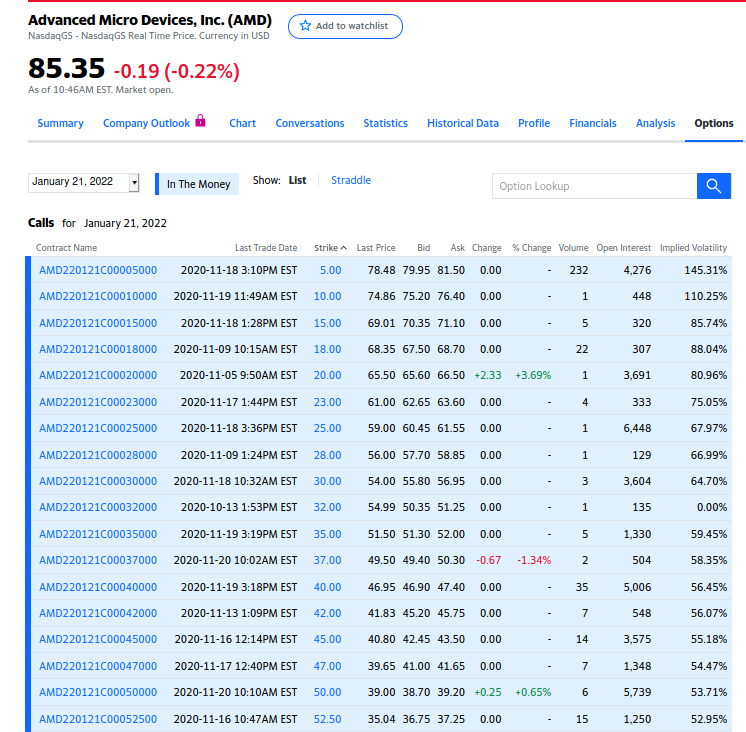 Advanced Micro Devices, Inc. (AMD)
Add to watchlist
NasdaqGS - NasdaqGS Real Time Price. Currency in USD
85.35 -0.19 (-0.22%)
As of 10:46AM EST. Market open.
Summary Company Outlook Chart Conversations Statistics Historical Data Profile Financials Analysis Options
January 21, 2022 In The Money Show: List Straddle Option Lookup
Calls for January 21, 2022
Contract Name Last Trade Date Strike Last Price Bid Ask Change % Change Volume Open Interest Implied Volatility
AMD220121C00005000 2020-11-18 3:10PM EST 5.00 78.48 79.95 81.50 0.00 - 232 4,276 145.31%
AMD220121C00010000 2020-11-19 11:49AM EST 10.00 74.86 75.20 76.40 0.00 - 1 448 110.25%
AMD220121C00015000 2020-11-18 1:28PM EST 15.00 69.01 70.35 71.10 0.00 - 5 320 85.74%
AMD220121C00018000 2020-11-09 10:15AM EST 18.00 68.35 67.50 68.70 0.00 - 22 307 88.04%
AMD220121C00020000 2020-11-05 9:50AM EST 20.00 65.50 65.60 66.50 +2.33 +3.69% 1 3,691 80.96%
AMD220121C00023000 2020-11-17 1:44PM EST 23.00 61.00 62.65 63.60 0.00 - 4 333 75.05%
AMD220121C00025000 2020-11-18 3:36PM EST 25.00 59.00 60.45 61.55 0.00 - 1 6,448 67.97%
AMD220121C00028000 2020-11-09 1:24PM EST 28.00 56.00 57.70 58.85 0.00 - 1 129 66.99%
AMD220121C00030000 2020-11-18 10:32AM EST 30.00 54.00 55.80 56.95 0.00 - 3 3,604 64.70%
AMD220121C00032000 2020-10-13 1:53PM EST 32.00 54.99 50.35 51.25 0.00 - 1 135 0.00%
AMD220121C00035000 2020-11-19 3:19PM EST 35.00 51.50 51.30 52.00 0.00 - 5 1,330 59.45%
AMD220121C00037000 2020-11-20 10:02AM EST 37.00 49.50 49.40 50.30 -0.67 -1.34% 2 504 58.35%
AMD220121C00040000 2020-11-19 3:18PM EST 40.00 46.95 46.90 47.40 0.00 - 35 5,006 56.45%
AMD220121C00042000 2020-11-13 1:09PM EST 42.00 41.83 45.20 45.75 0.00 - 7 548 56.07%
AMD220121C00045000 2020-11-16 12:14PM EST 45.00 40.80 42.45 43.50 0.00 - 14 3,575 55.18%
AMD220121C00047000 2020-11-17 12:40PM EST 47.00 39.65 41.00 41.65 0.00 - 7 1,348 54.47%
AMD220121C00050000 2020-11-20 10:10AM EST 50.00 39.00 38.70 39.20 +0.25 +0.65% 6 5,739 53.71%
AMD220121C00052500 2020-11-16 10:47AM EST 52.50 35.04 36.75 37.25 0.00 - 15 1,250 52.95%